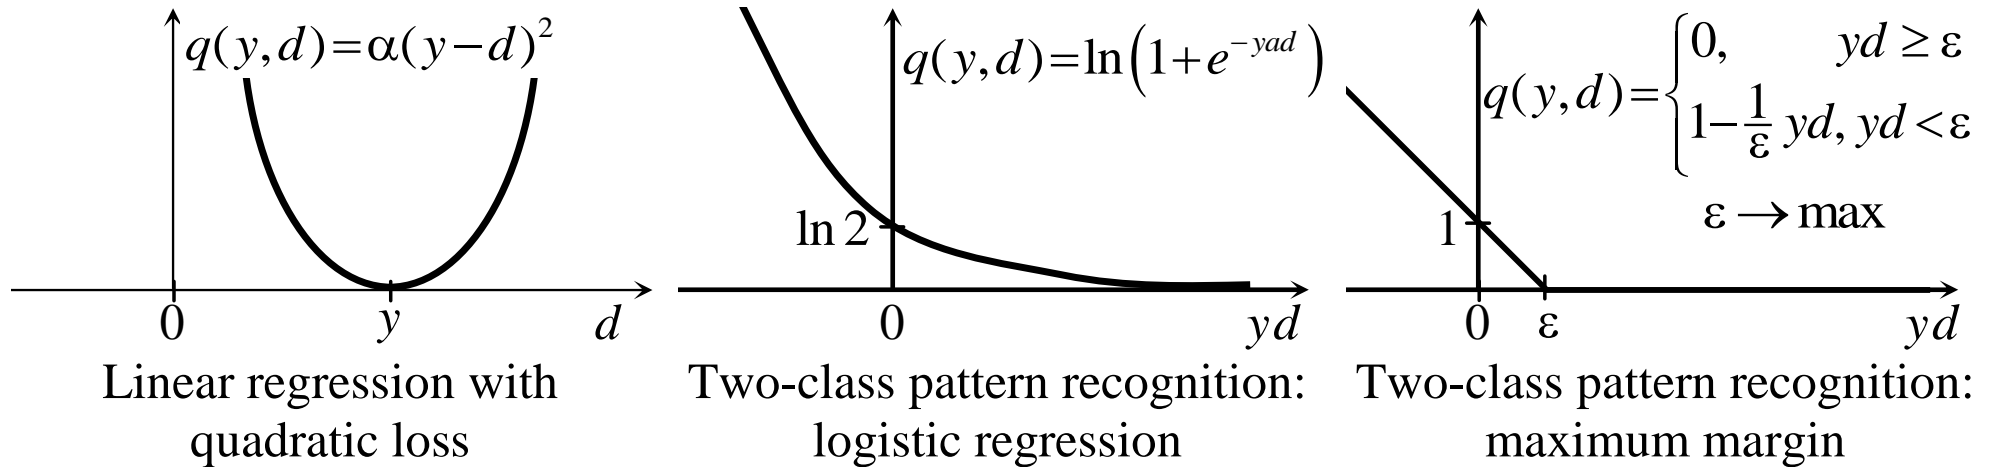 q(y,d)=α(y−d)²
0
y
d
Linear regression with
quadratic loss
q(y,d)=ln(1+e^{−yad})
ln 2
0
yd
Two-class pattern recognition:
logistic regression
q(y,d)={0, yd ≥ ε
1−\frac{1}{ε} yd, yd < ε
ε → max
1
0
ε
yd
Two-class pattern recognition:
maximum margin